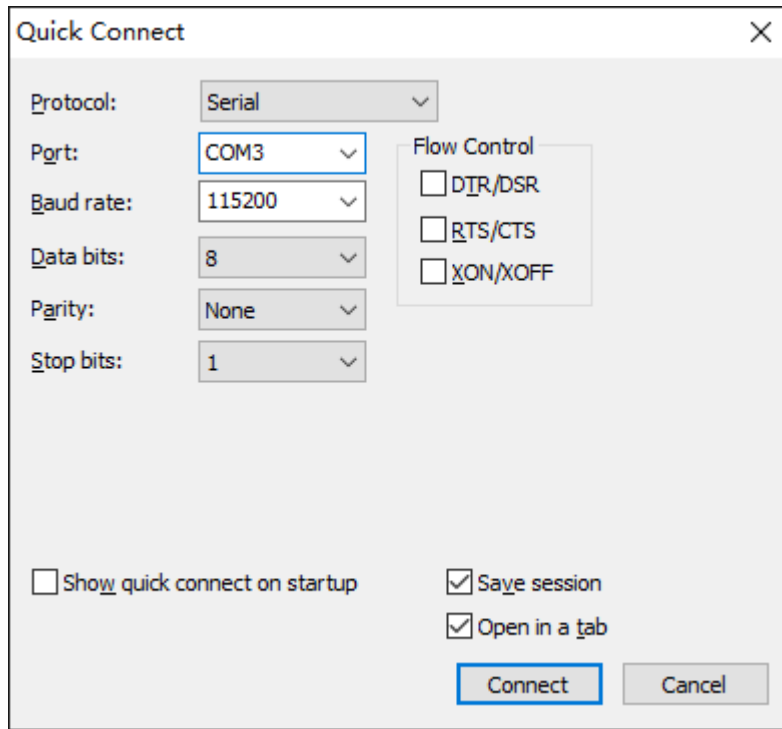 Quick Connect
Protocol: Serial
Port: COM3
Flow Control
DTR/DSR
Baud rate: 115200
RTS/CTS
Data bits: 8
XON/XOFF
Parity: None
Stop bits: 1
Show quick connect on startup
Save session
Open in a tab
Connect
Cancel